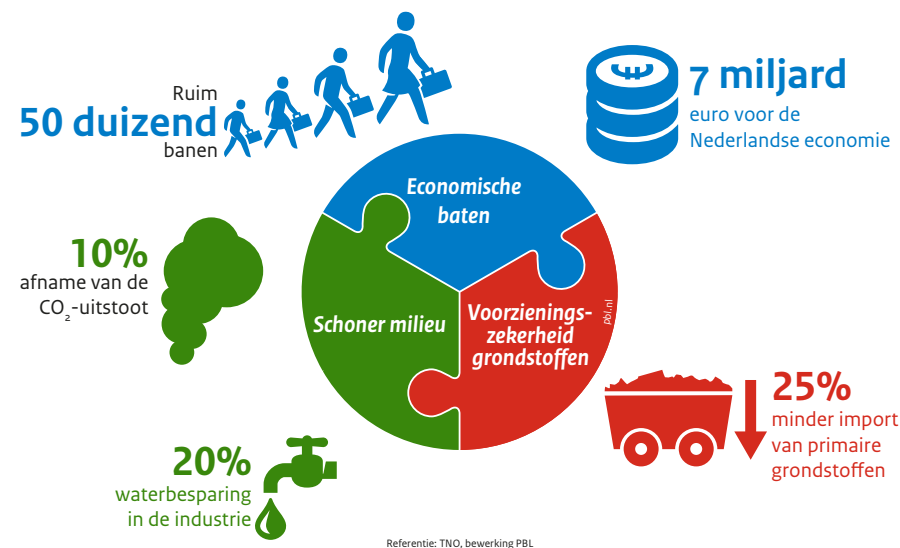 Ruim
50 duizend
banen
7 miljard
euro voor de
Nederlandse economie
Economische
baten
10%
afname van de
CO₂-uitstoot
Schoner milieu
Voorzienings-
zekerheid
grondstoffen
pbl.nl
25%
minder import
van primaire
grondstoffen
20%
waterbesparing
in de industrie
Referentie: TNO, bewerking PBL